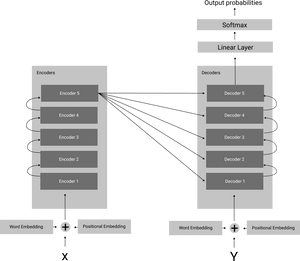 Output probabilities
Softmax
Linear Layer
Encoders
Decoders
Encoder 5
Decoder 5
Encoder 4
Decoder 4
Encoder 3
Decoder 3
Encoder 2
Decoder 2
Encoder 1
Decoder 1
Word Embedding + Positional Embedding
Word Embedding + Positional Embedding
X
Y